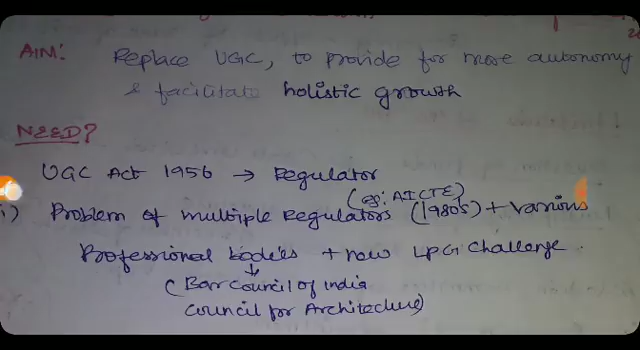 AIM: Replace UGC, to provide for more autonomy
& facilitate holistic growth
NEED?
UGC Act 1956 → Regulator
(eg: AICTE)
i) Problem of multiple Regulators (1980s) + Various
Professional bodies + new LPG Challenge.
(Bar Council of India
Council for Architecture)